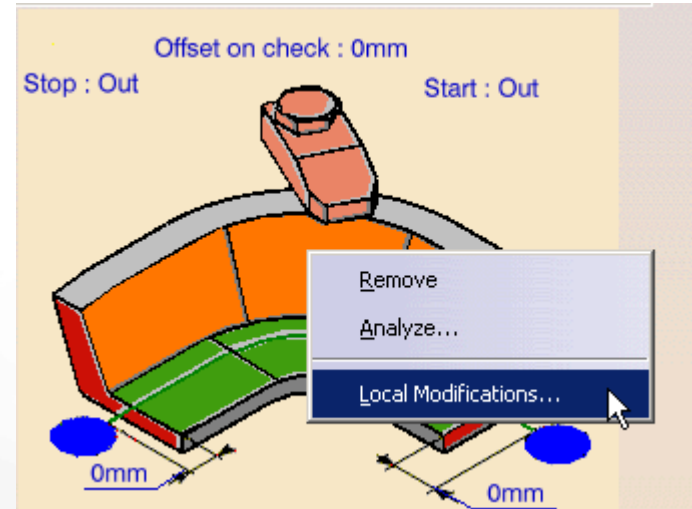 Offset on check : 0mm
Stop : Out
Start : Out
Remove
Analyze...
Local Modifications...
0mm
0mm